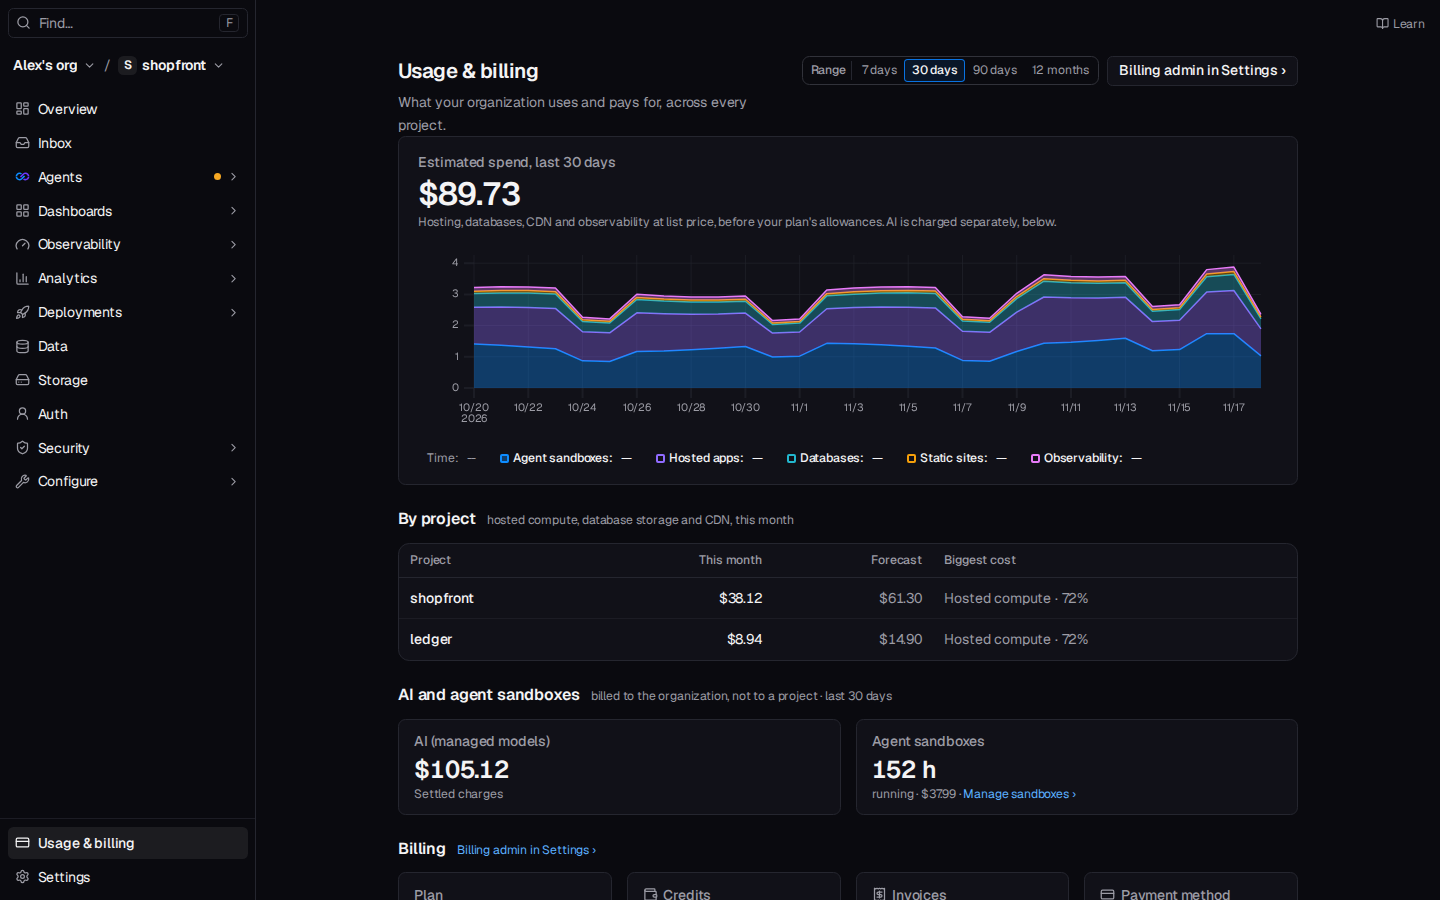 Find...
F
Learn
Alex's org / S shopfront
Overview
Inbox
Agents
Dashboards
Observability
Analytics
Deployments
Data
Storage
Auth
Security
Configure
Usage & billing
Settings
Usage & billing
Range 7 days 30 days 90 days 12 months
Billing admin in Settings ›
What your organization uses and pays for, across every
project.
Estimated spend, last 30 days
$89.73
Hosting, databases, CDN and observability at list price, before your plan's allowances. AI is charged separately, below.
4
3
2
1
0
10/20 10/22 10/24 10/26 10/28 10/30 11/1 11/3 11/5 11/7 11/9 11/11 11/13 11/15 11/17
2026
Time: -- Agent sandboxes: — Hosted apps: — Databases: — Static sites: — Observability: —
By project hosted compute, database storage and CDN, this month
Project This month Forecast Biggest cost
shopfront $38.12 $61.30 Hosted compute · 72%
ledger $8.94 $14.90 Hosted compute · 72%
AI and agent sandboxes billed to the organization, not to a project · last 30 days
AI (managed models)
$105.12
Settled charges
Agent sandboxes
152 h
running · $37.99 · Manage sandboxes ›
Billing Billing admin in Settings ›
Plan Credits Invoices Payment method